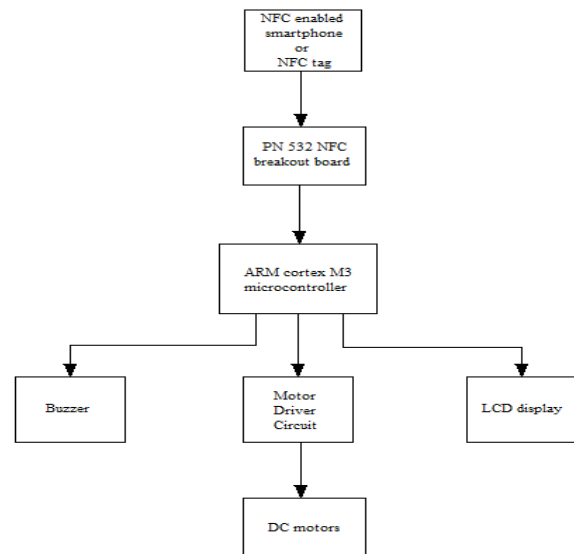 NFC enabled
smartphone
or
NFC tag
PN 532 NFC
breakout board
ARM cortex M3
microcontroller
Buzzer
Motor
Driver
Circuit
LCD display
DC motors